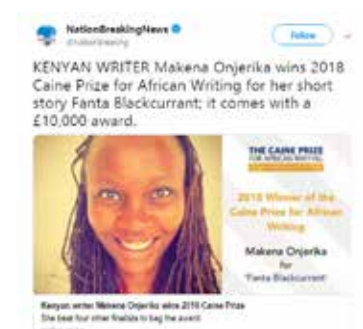 NationBreakingNews
Follow
KENYAN WRITER Makena Onjerika wins 2018
Caine Prize for African Writing for her short
story Fanta Blackcurrant; it comes with a
£10,000 award.
THE CAINE PRIZE
FOR AFRICAN WRITING
2018 Winner of the
Caine Prize for African
Writing
Makena Onjerika
for
'Fanta Blackcurrant'
Kenyan writer Makena Onjerika wins 2018 Caine Prize
She beat four other finalists to bag the award